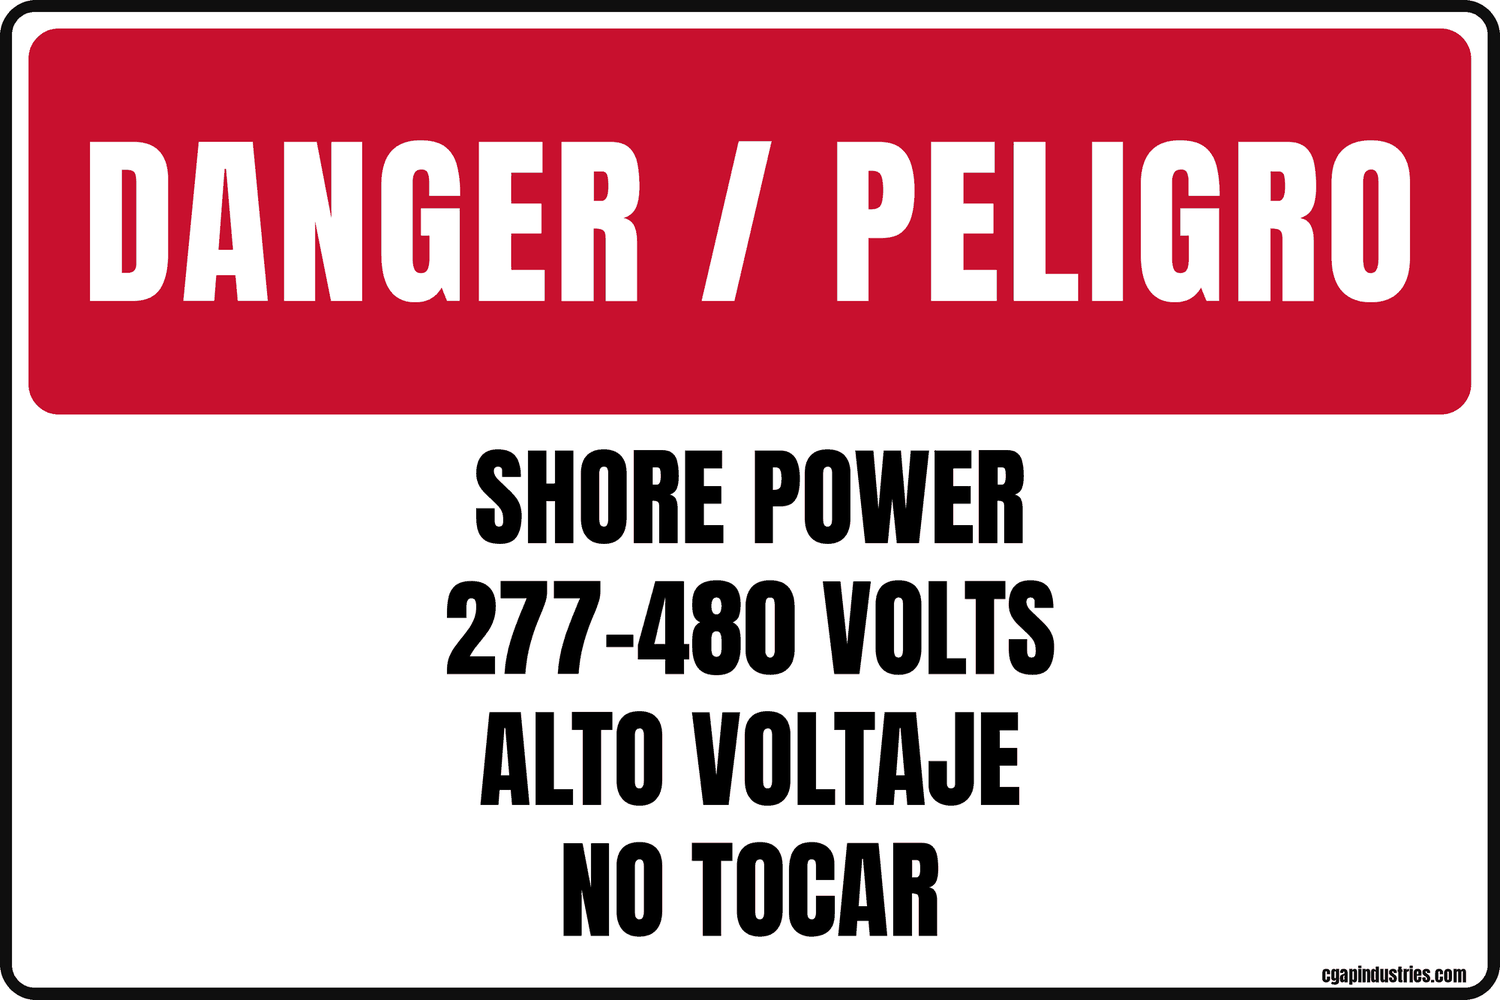 DANGER / PELIGRO
SHORE POWER
277-480 VOLTS
ALTO VOLTAJE
NO TOCAR
cgapindustries.com